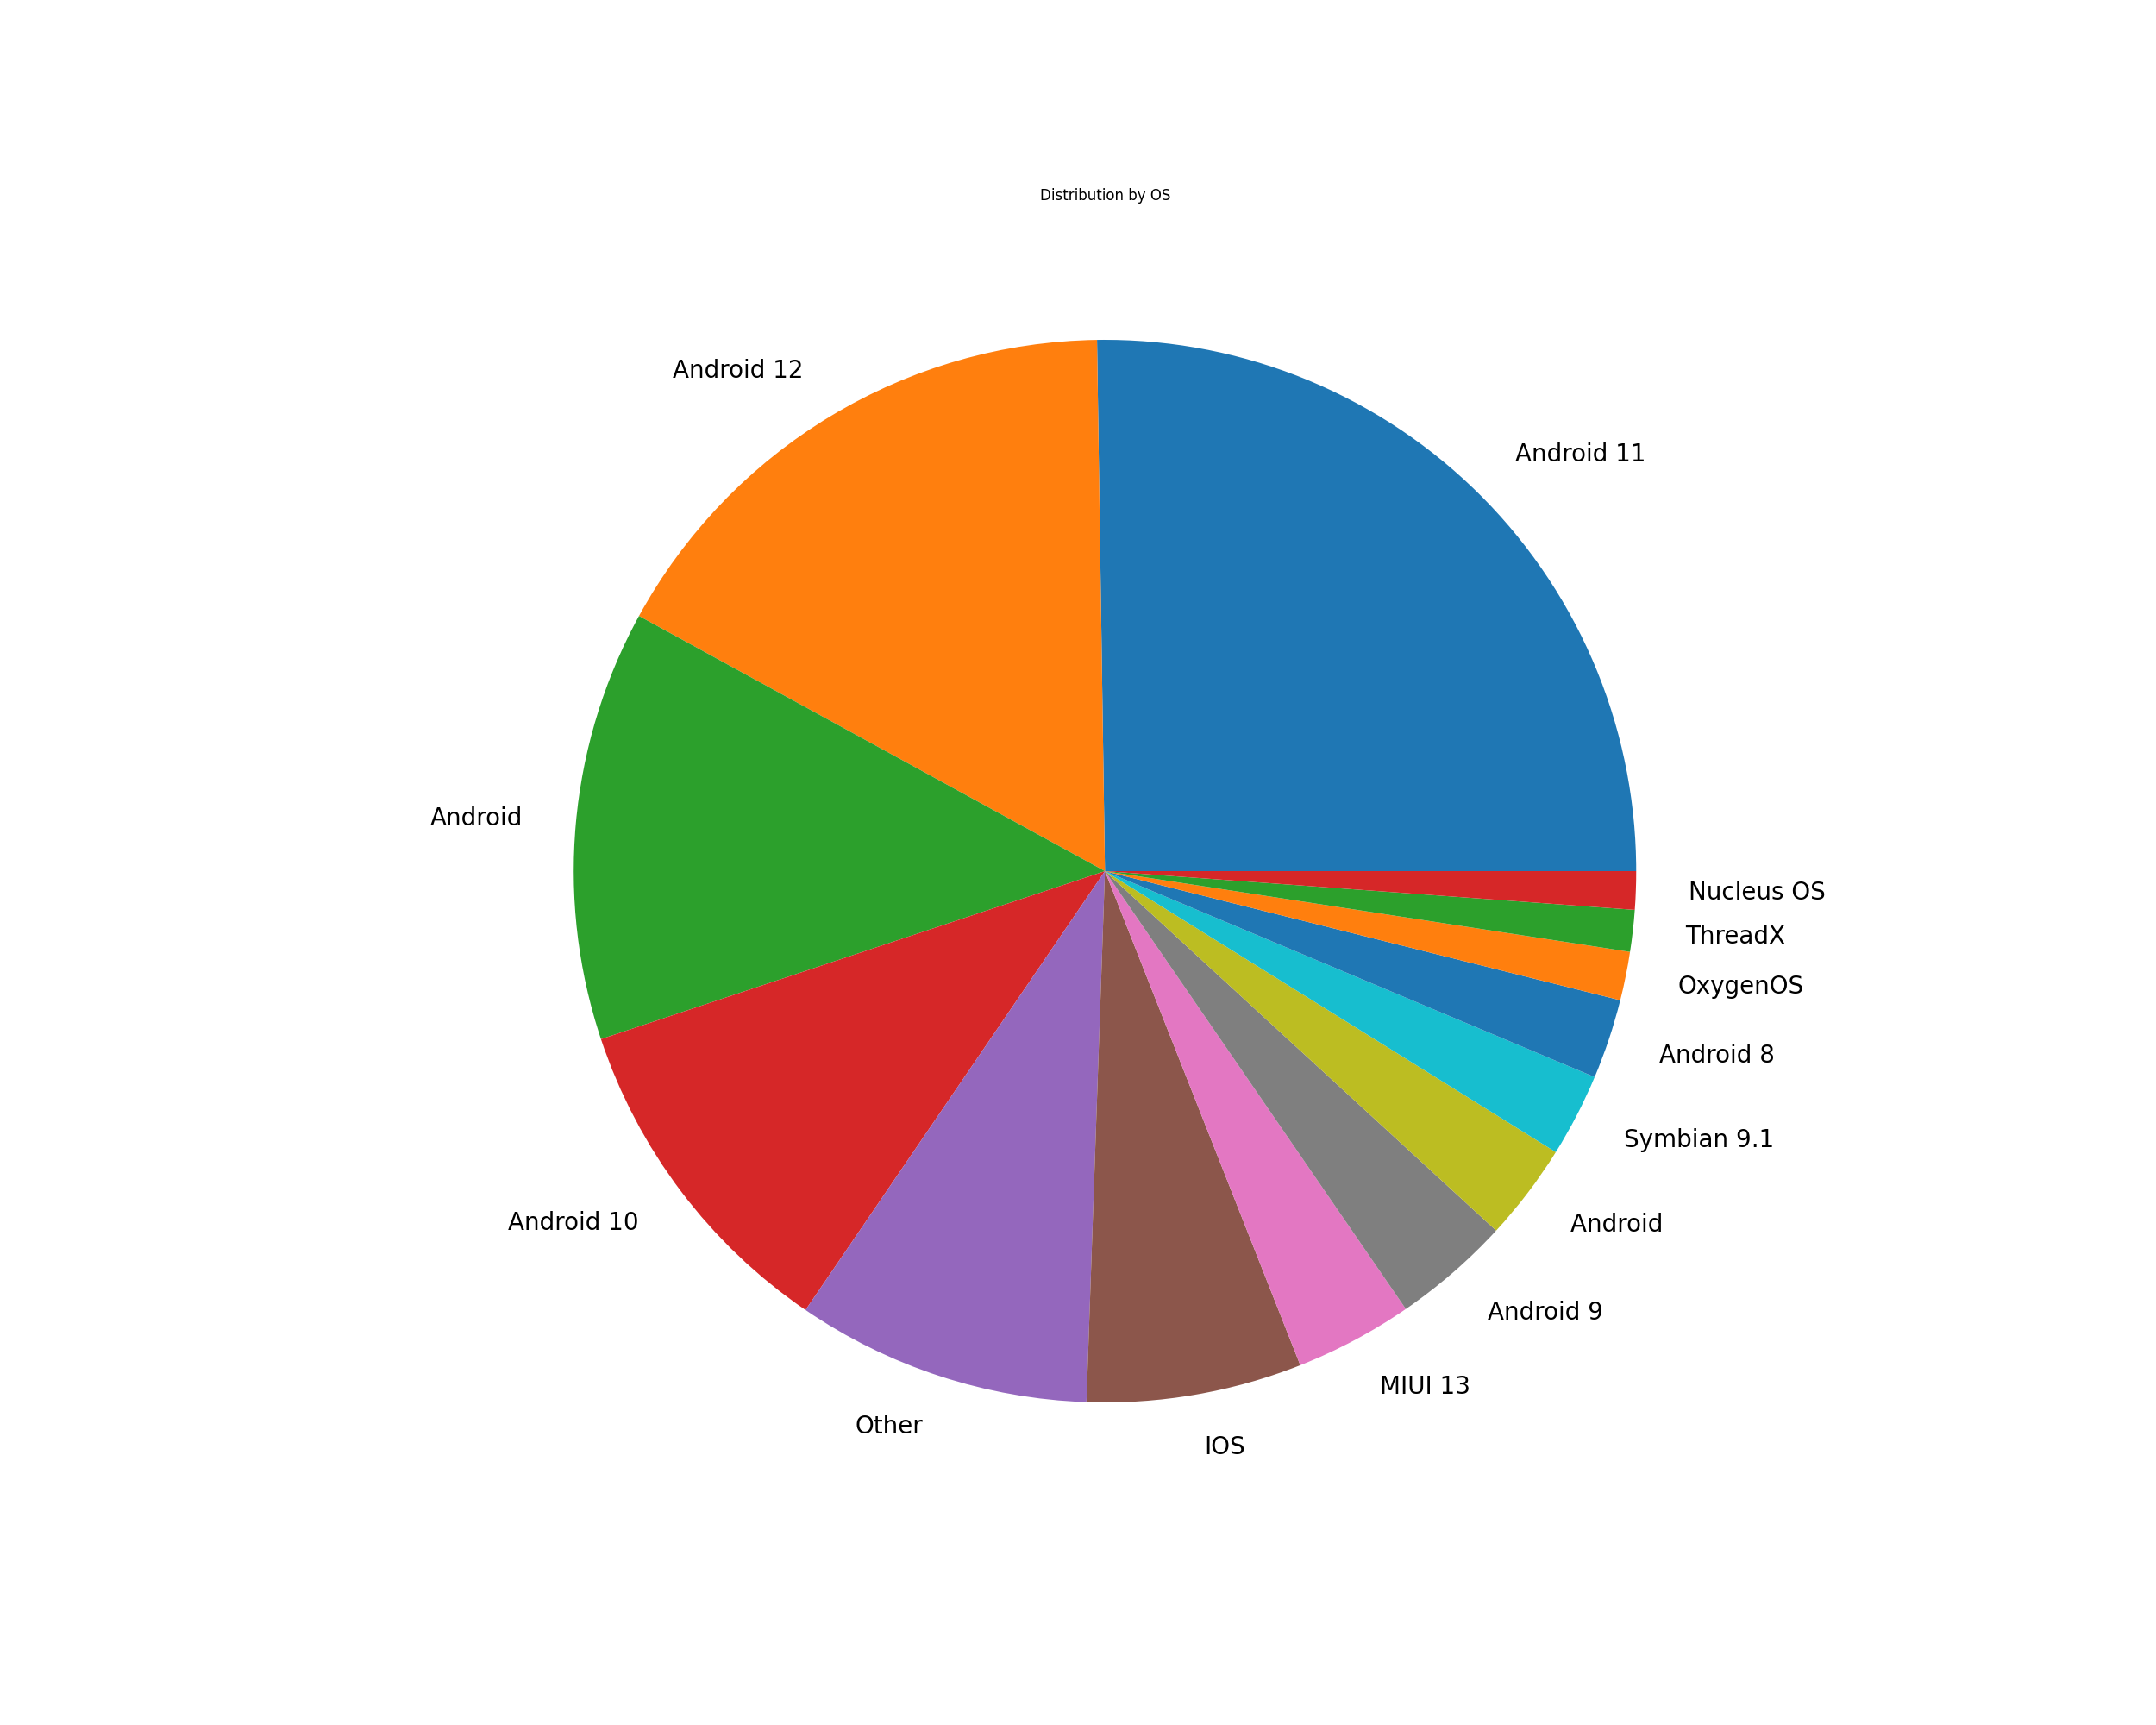 Distribution by OS
Android 12
Android 11
Android
Nucleus OS
ThreadX
OxygenOS
Android 8
Symbian 9.1
Android 10
Android
Android 9
MIUI 13
Other
IOS